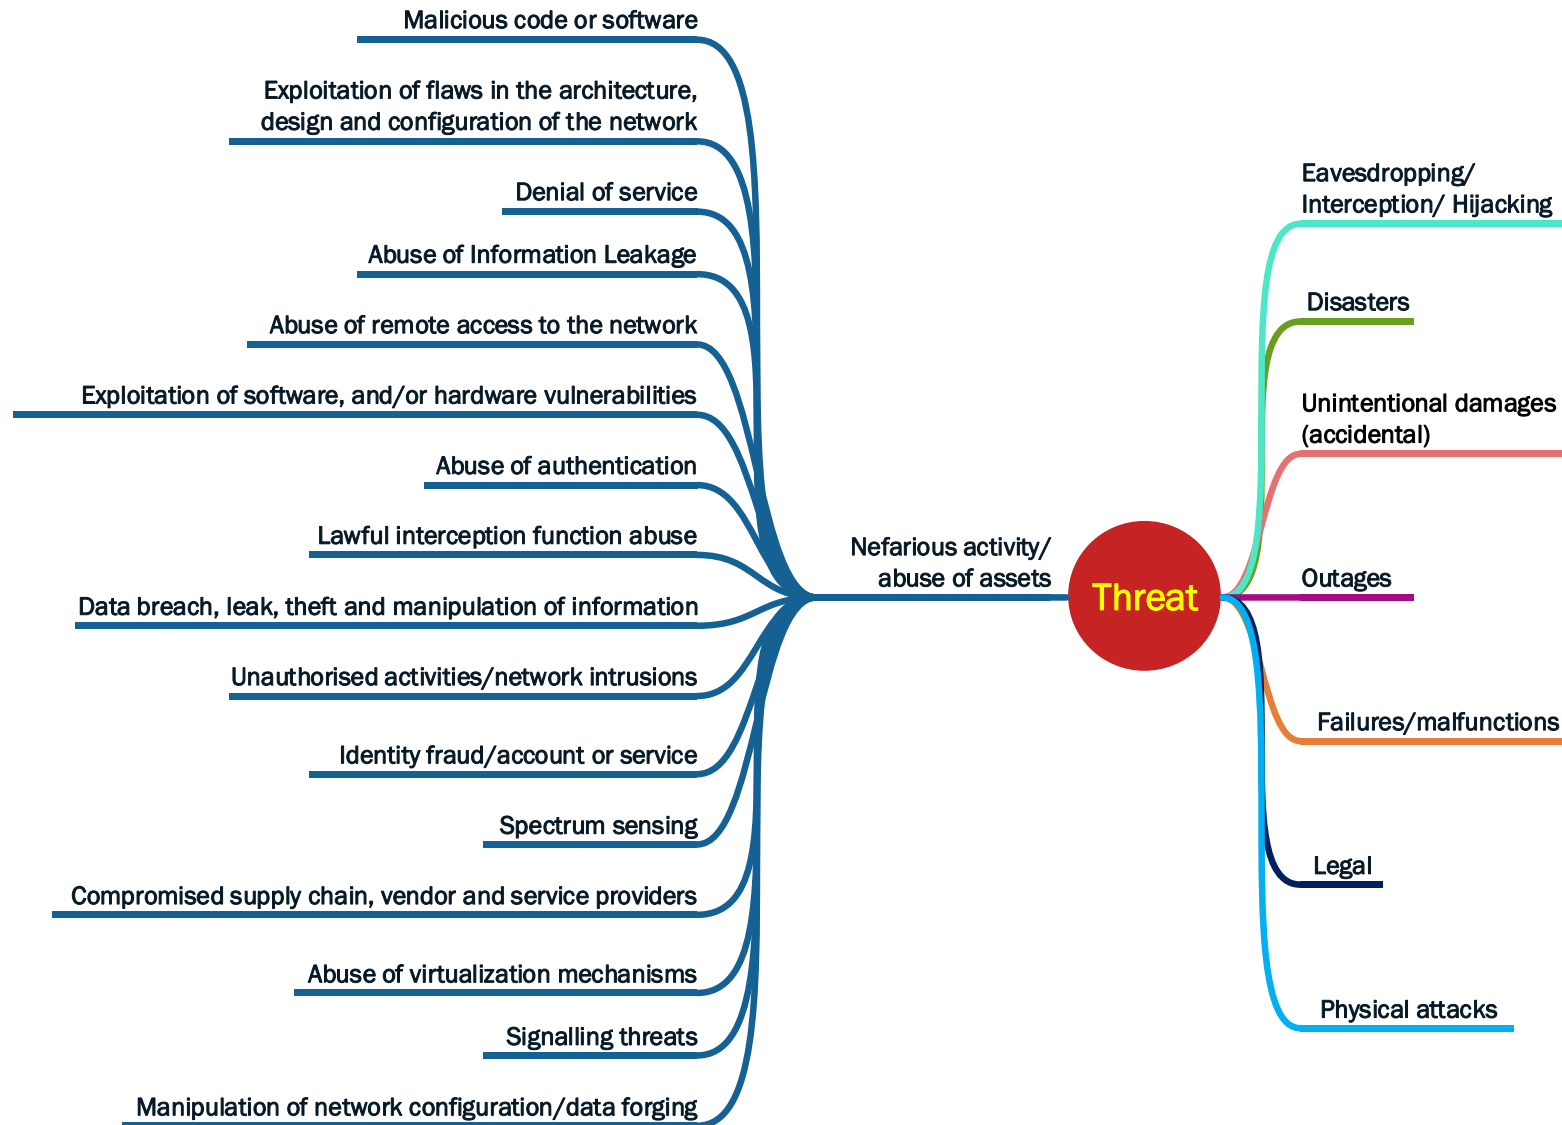 Malicious code or software
Exploitation of flaws in the architecture,
design and configuration of the network
Denial of service
Abuse of Information Leakage
Abuse of remote access to the network
Exploitation of software, and/or hardware vulnerabilities
Abuse of authentication
Lawful interception function abuse
Data breach, leak, theft and manipulation of information
Unauthorised activities/network intrusions
Identity fraud/account or service
Spectrum sensing
Compromised supply chain, vendor and service providers
Abuse of virtualization mechanisms
Signalling threats
Manipulation of network configuration/data forging
Nefarious activity/
abuse of assets
Threat
Eavesdropping/
Interception/ Hijacking
Disasters
Unintentional damages
(accidental)
Outages
Failures/malfunctions
Legal
Physical attacks